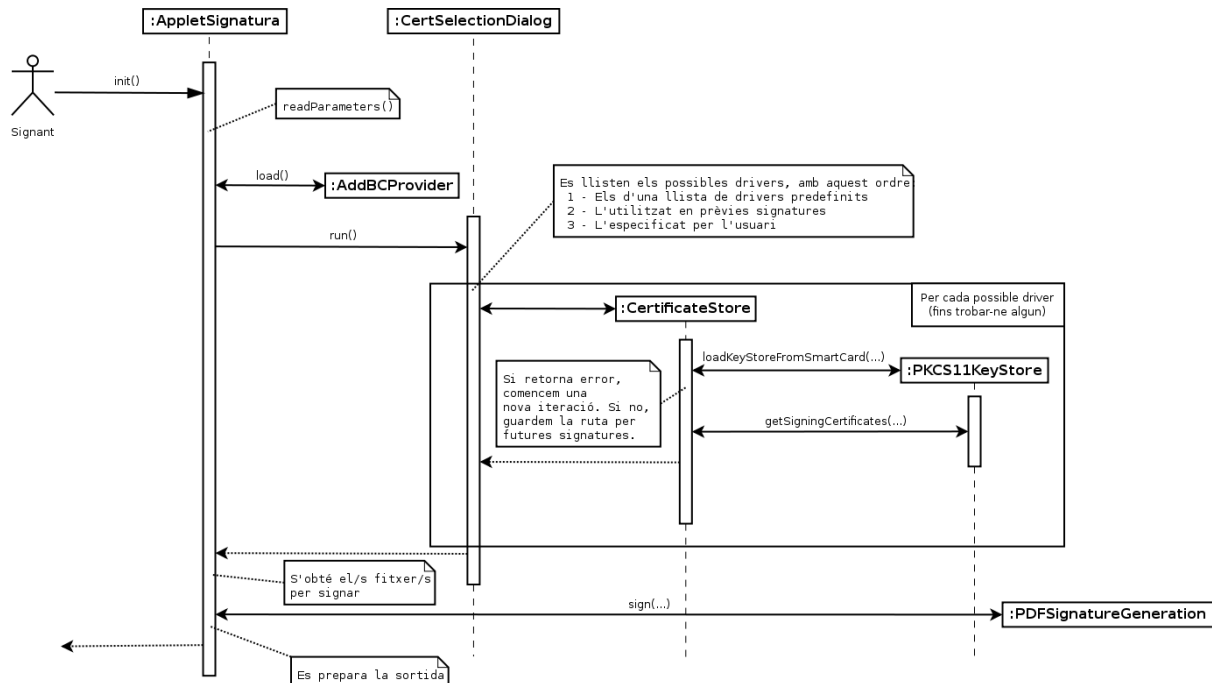 :AppletSignatura
:CertSelectionDialog
init()
Signant
readParameters()
load()
:AddBCProvider
Es llisten els possibles drivers, amb aquest ordre
1 - Els d'una llista de drivers predefinits
2 - L'utilitzat en prèvies signatures
3 - L'especificat per l'usuari
run()
Per cada possible driver
(fins trobar-ne algun)
:CertificateStore
loadKeyStoreFromSmartCard(...)
:PKCS11KeyStore
Si retorna error,
comencem una
nova iteració. Si no,
guardem la ruta per
futures signatures.
getSigningCertificates(...)
S'obté el/s fitxer/s
per signar
sign(...)
:PDFSignatureGeneration
Es prepara la sortida